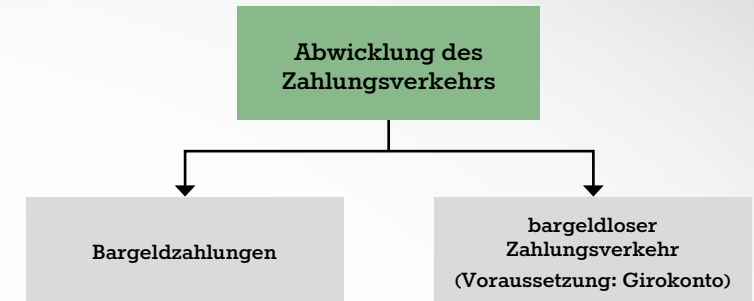 Abwicklung des
Zahlungsverkehrs
Bargeldzahlungen
bargeldloser
Zahlungsverkehr
(Voraussetzung: Girokonto)